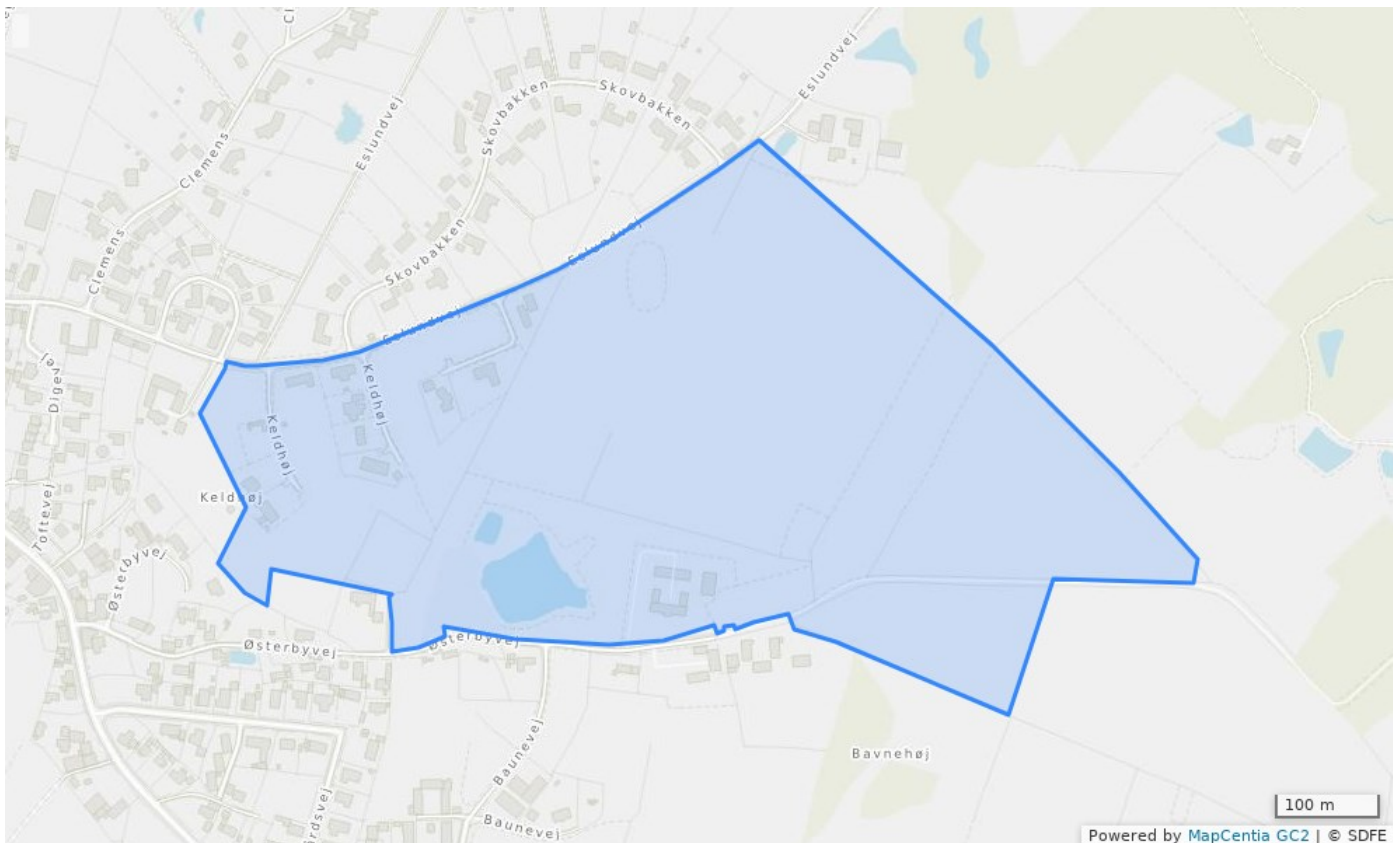 Eslundvej
Skovbakken
Skovbakken
Eslundvej
Clemens
Skovbakken
Eslundvej
Clemens
Eslundvej
Digevej
Keldhøj
Keldhøj
Keldhøj
Toftevej
Østerbyvej
Østerbyvej
Østerbyvej
Baunevej
Bavnehøj
Baunevej
100 m
Powered by MapCentia GC2 | © SDFE